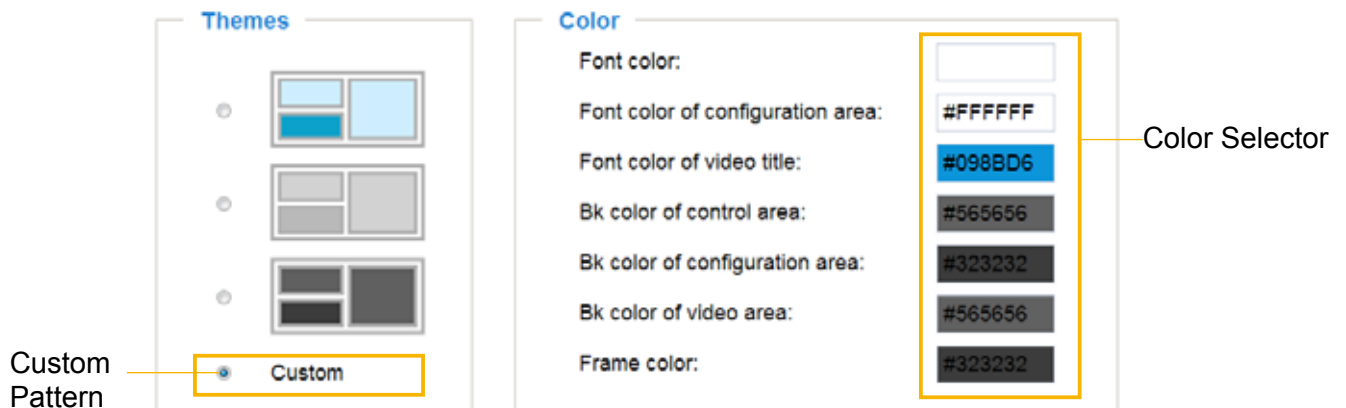 Themes
Custom
Custom
Pattern
Color
Font color:
Font color of configuration area: #FFFFFF
Font color of video title: #098BD6
Bk color of control area: #565656
Bk color of configuration area: #323232
Bk color of video area: #565656
Frame color: #323232
Color Selector